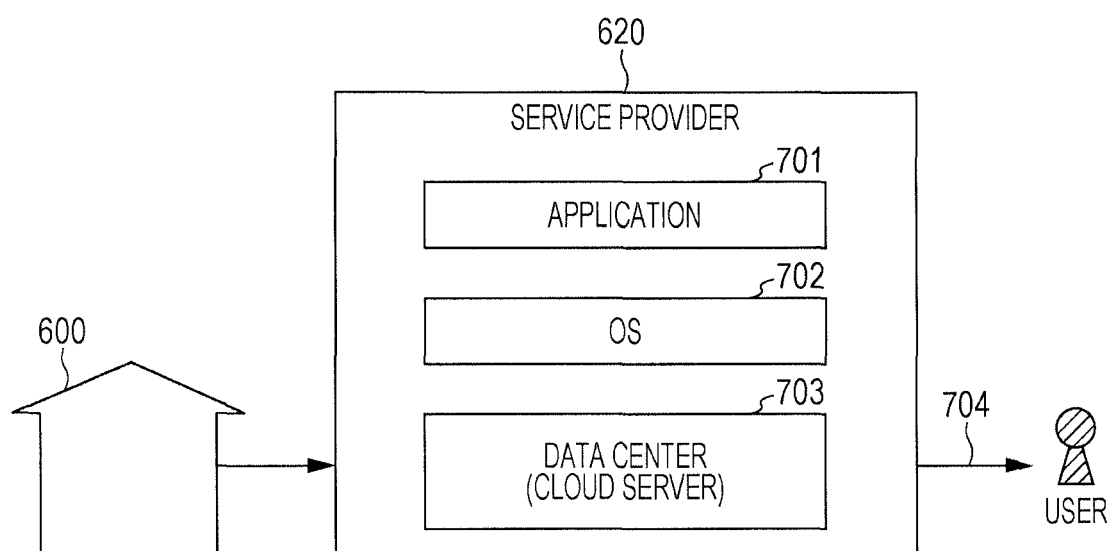 620
SERVICE PROVIDER
701
APPLICATION
702
OS
600
703
DATA CENTER
(CLOUD SERVER)
704
USER